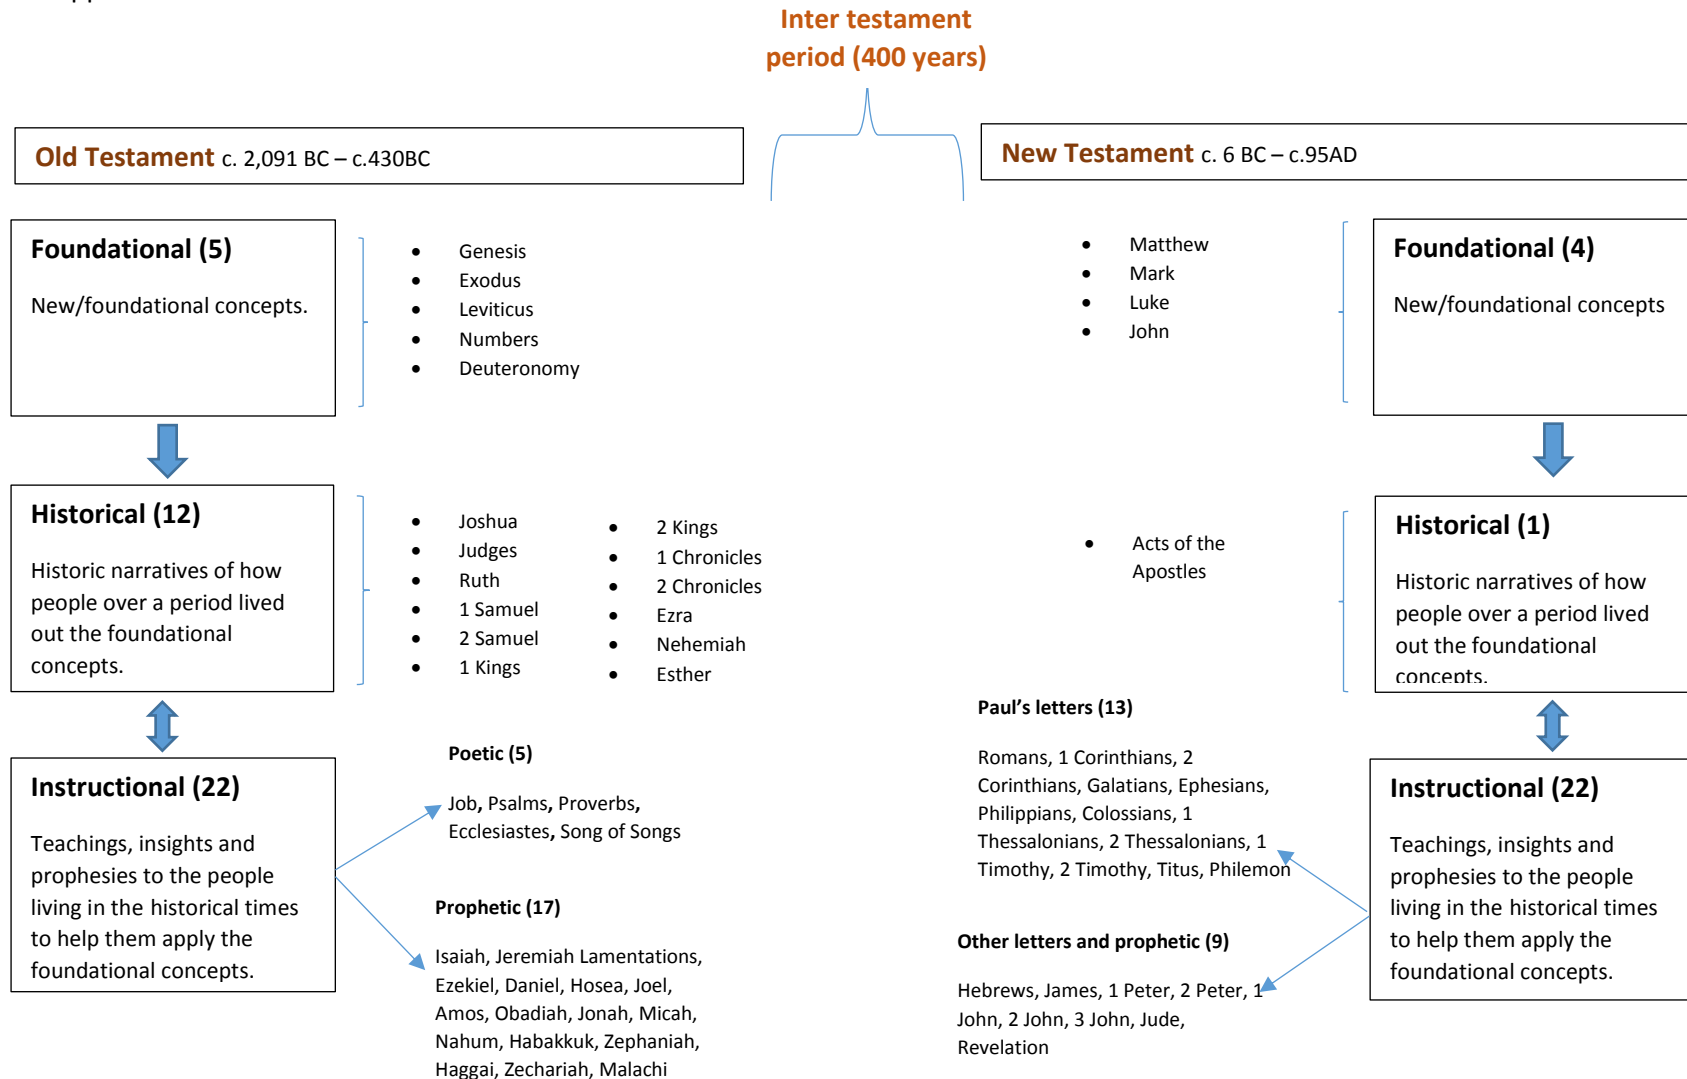 Inter testament
period (400 years)
Old Testament c. 2,091 BC – c.430BC
New Testament c. 6 BC – c.95AD
Foundational (5)
New/foundational concepts.
• Genesis
• Exodus
• Leviticus
• Numbers
• Deuteronomy
• Matthew
• Mark
• Luke
• John
Foundational (4)
New/foundational concepts
Historical (12)
Historic narratives of how
people over a period lived
out the foundational
concepts.
• Joshua
• Judges
• Ruth
• 1 Samuel
• 2 Samuel
• 1 Kings
• 2 Kings
• 1 Chronicles
• 2 Chronicles
• Ezra
• Nehemiah
• Esther
• Acts of the
Apostles
Historical (1)
Historic narratives of how
people over a period lived
out the foundational
concepts.
Instructional (22)
Teachings, insights and
prophesies to the people
living in the historical times
to help them apply the
foundational concepts.
Poetic (5)
Job, Psalms, Proverbs,
Ecclesiastes, Song of Songs
Prophetic (17)
Isaiah, Jeremiah Lamentations,
Ezekiel, Daniel, Hosea, Joel,
Amos, Obadiah, Jonah, Micah,
Nahum, Habakkuk, Zephaniah,
Haggai, Zechariah, Malachi
Paul’s letters (13)
Romans, 1 Corinthians, 2
Corinthians, Galatians, Ephesians,
Philippians, Colossians, 1
Thessalonians, 2 Thessalonians, 1
Timothy, 2 Timothy, Titus, Philemon
Other letters and prophetic (9)
Hebrews, James, 1 Peter, 2 Peter, 1
John, 2 John, 3 John, Jude,
Revelation
Instructional (22)
Teachings, insights and
prophesies to the people
living in the historical times
to help them apply the
foundational concepts.